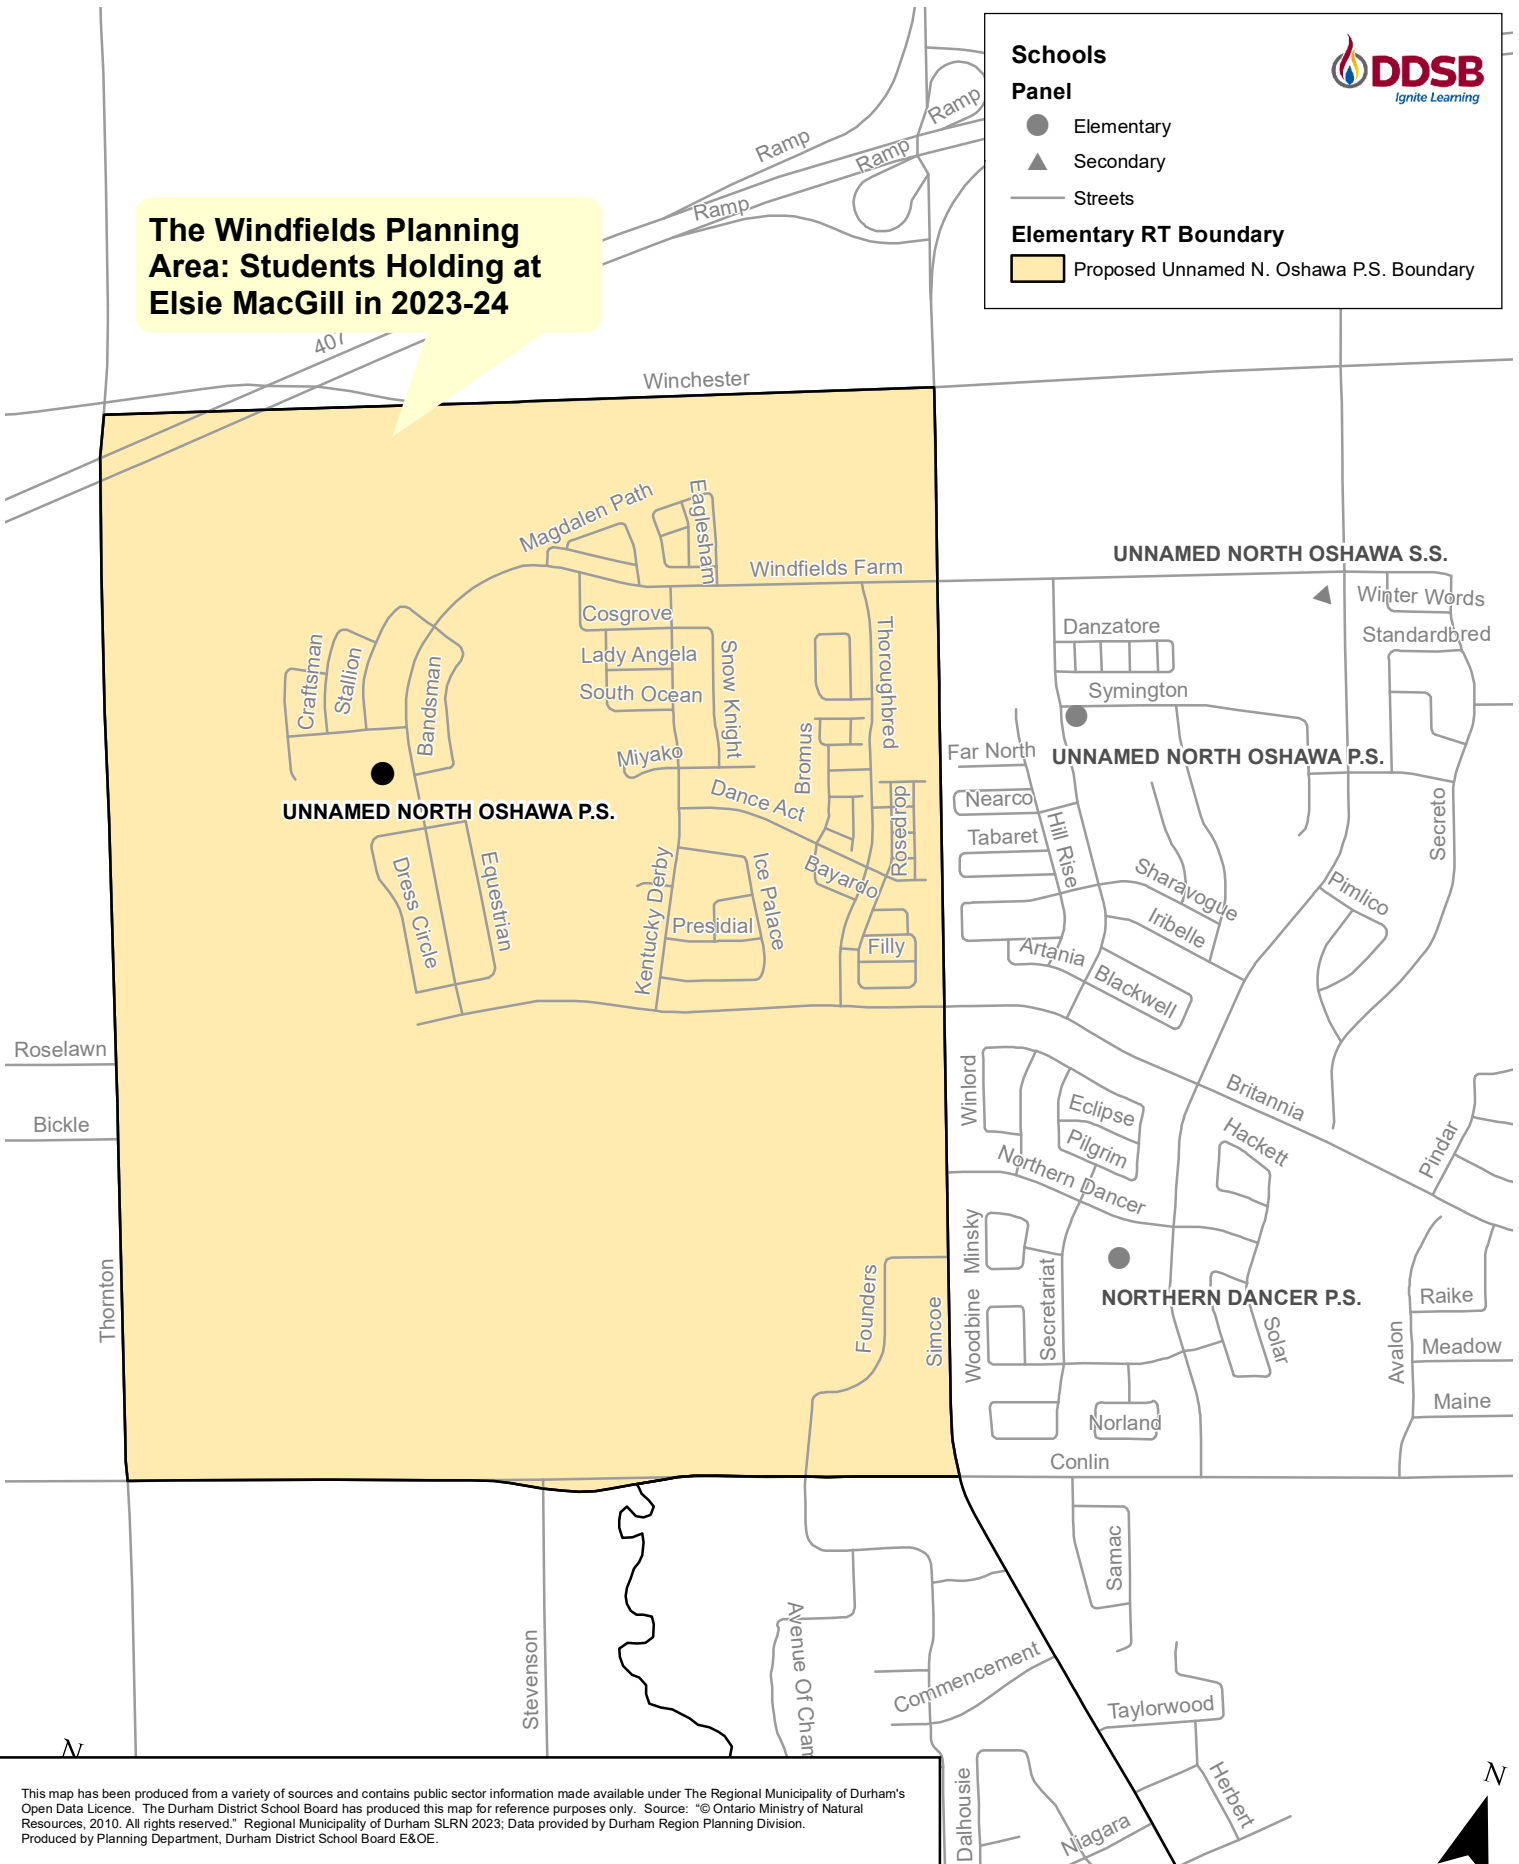 Schools
Panel
Elementary
Secondary
Streets
Elementary RT Boundary
Proposed Unnamed N. Oshawa P.S. Boundary
DDSB
Ignite Learning
Ramp
Ramp
Ramp
Ramp
The Windfields Planning
Area: Students Holding at
Elsie MacGill in 2023-24
407
Winchester
Magdalen Path
Eaglesham
Windfields Farm
UNNAMED NORTH OSHAWA S.S.
Winter Words
Standardbred
Cosgrove
Lady Angela
South Ocean
Snow Knight
Thoroughbred
Danzatore
Symington
Craftsman
Stallion
Bandsman
Miyako
Bromus
Far North
UNNAMED NORTH OSHAWA P.S.
UNNAMED NORTH OSHAWA P.S.
Dance Act
Rosedrop
Nearco
Tabaret
Hill Rise
Secreto
Dress Circle
Equestrian
Kentucky Derby
Ice Palace
Bayardo
Presidial
Filly
Sharavogue
Iribelle
Pimlico
Artania
Blackwell
Roselawn
Bickle
Winlord
Eclipse
Pilgrim
Britannia
Hackett
Pindar
Northern Dancer
Thornton
Founders
Simcoe
Minsky
Woodbine
Secretariat
NORTHERN DANCER P.S.
Solar
Avalon
Raike
Meadow
Maine
Norland
Conlin
Samac
Stevenson
Avenue Of Cham
Commencement
Taylorwood
Herbert
Dalhousie
Niagara
N
N
This map has been produced from a variety of sources and contains public sector information made available under The Regional Municipality of Durham's
Open Data Licence. The Durham District School Board has produced this map for reference purposes only. Source: "© Ontario Ministry of Natural
Resources, 2010. All rights reserved." Regional Municipality of Durham SLRN 2023; Data provided by Durham Region Planning Division.
Produced by Planning Department, Durham District School Board E&OE.